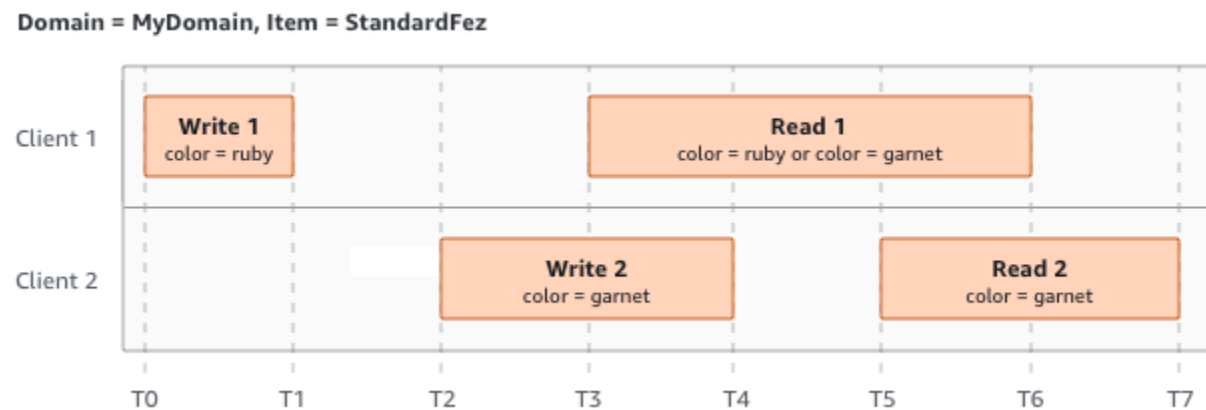 Domain = MyDomain, Item = StandardFez
Client 1
Write 1
color = ruby
Read 1
color = ruby or color = garnet
Client 2
Write 2
color = garnet
Read 2
color = garnet
T0 T1 T2 T3 T4 T5 T6 T7